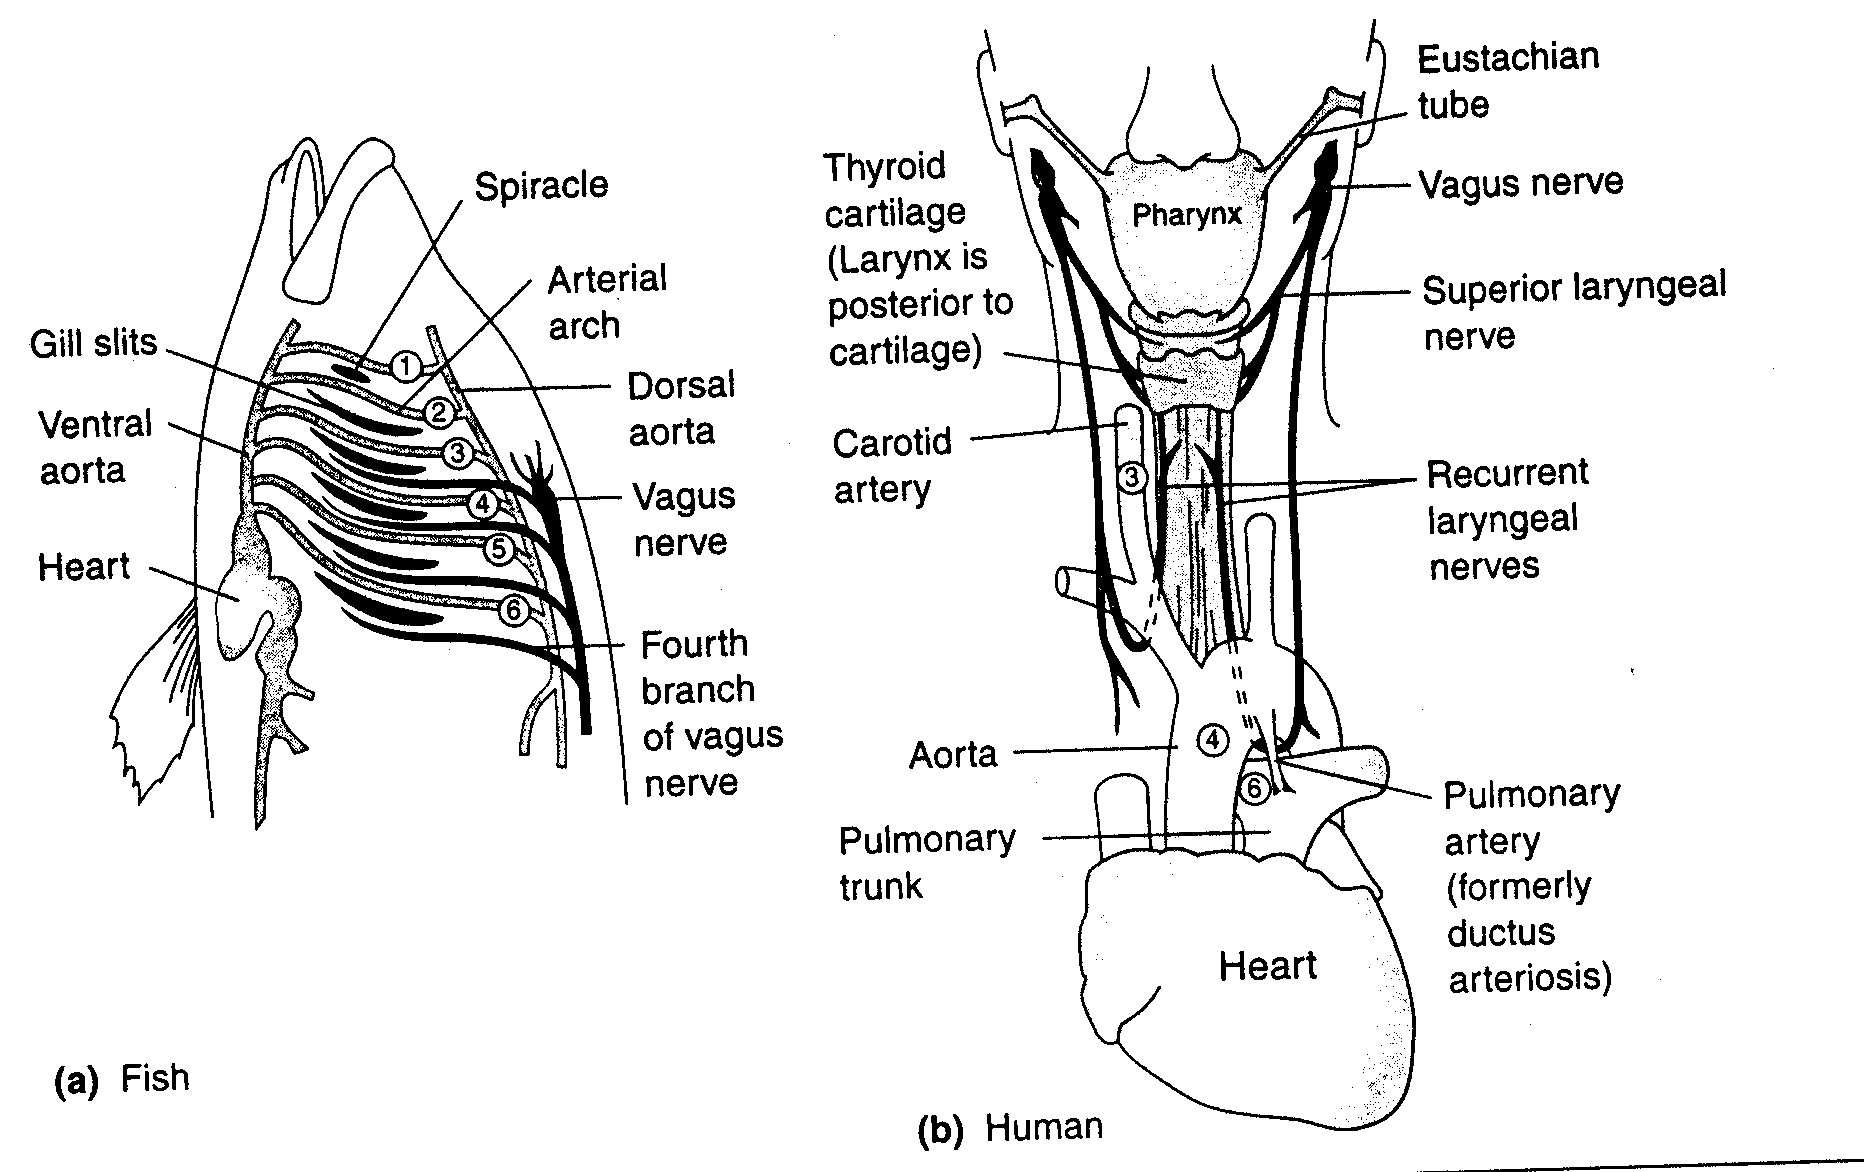 Spiracle
Arterial
arch
Gill slits
Ventral
aorta
Dorsal
aorta
Vagus
nerve
Heart
Fourth
branch
of vagus
nerve
1
2
3
4
5
6
(a) Fish
Eustachian
tube
Thyroid
cartilage
(Larynx is
posterior to
cartilage)
Pharynx
Vagus nerve
Superior laryngeal
nerve
Carotid
artery
3
Recurrent
laryngeal
nerves
Aorta
4
6
Pulmonary
trunk
Pulmonary
artery
(formerly
ductus
arteriosis)
Heart
(b) Human